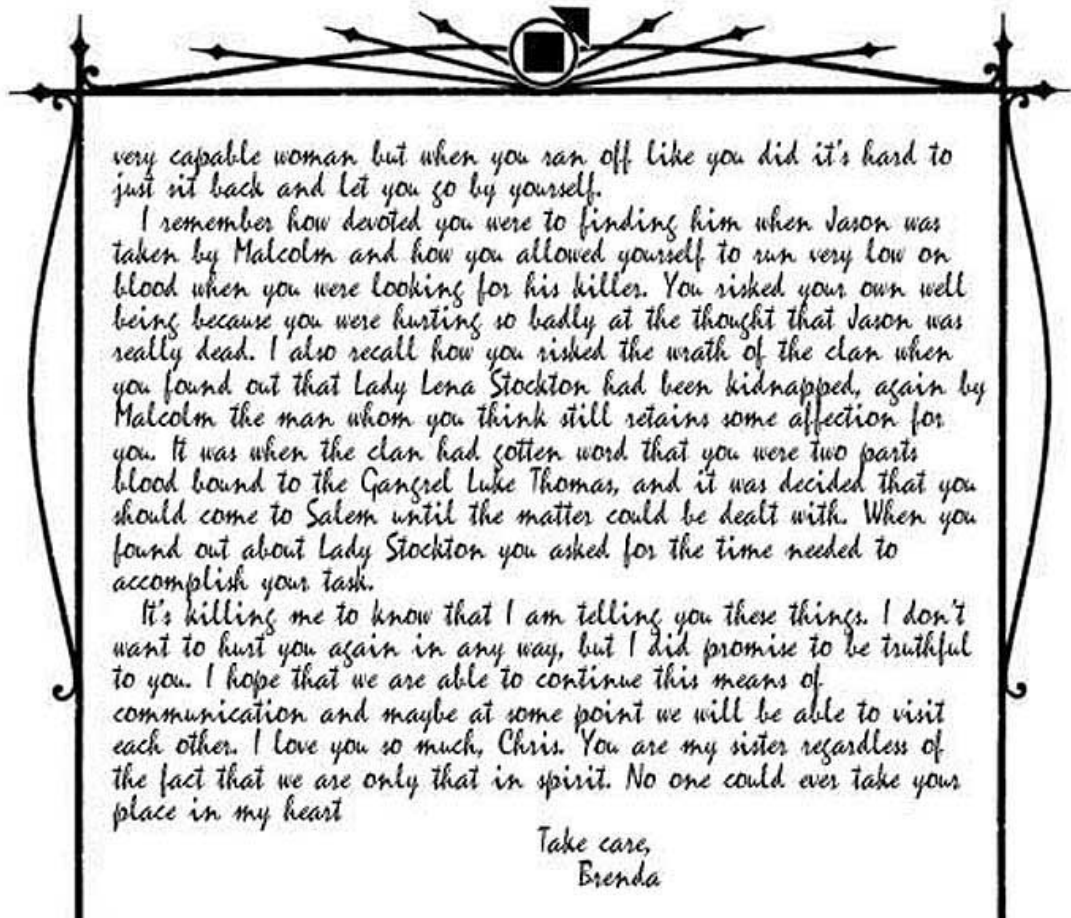 very capable woman but when you ran off like you did it's hard to
just sit back and let you go by yourself.
I remember how devoted you were to finding him when Jason was
taken by Malcolm and how you allowed yourself to run very low on
blood when you were looking for his killer. You risked your own well
being because you were hurting so badly at the thought that Jason was
really dead. I also recall how you risked the wrath of the clan when
you found out that Lady Lena Stockton had been kidnapped, again by
Malcolm the man whom you think still retains some affection for
you. It was when the clan had gotten word that you were two parts
blood bound to the Gangrel Luke Thomas, and it was decided that you
should come to Salem until the matter could be dealt with. When you
found out about Lady Stockton you asked for the time needed to
accomplish your task.
It's killing me to know that I am telling you these things. I don't
want to hurt you again in any way, but I did promise to be truthful
to you. I hope that we are able to continue this means of
communication and maybe at some point we will be able to visit
each other. I love you so much, Chris. You are my sister regardless of
the fact that we are only that in spirit. No one could ever take your
place in my heart
Take care,
Brenda